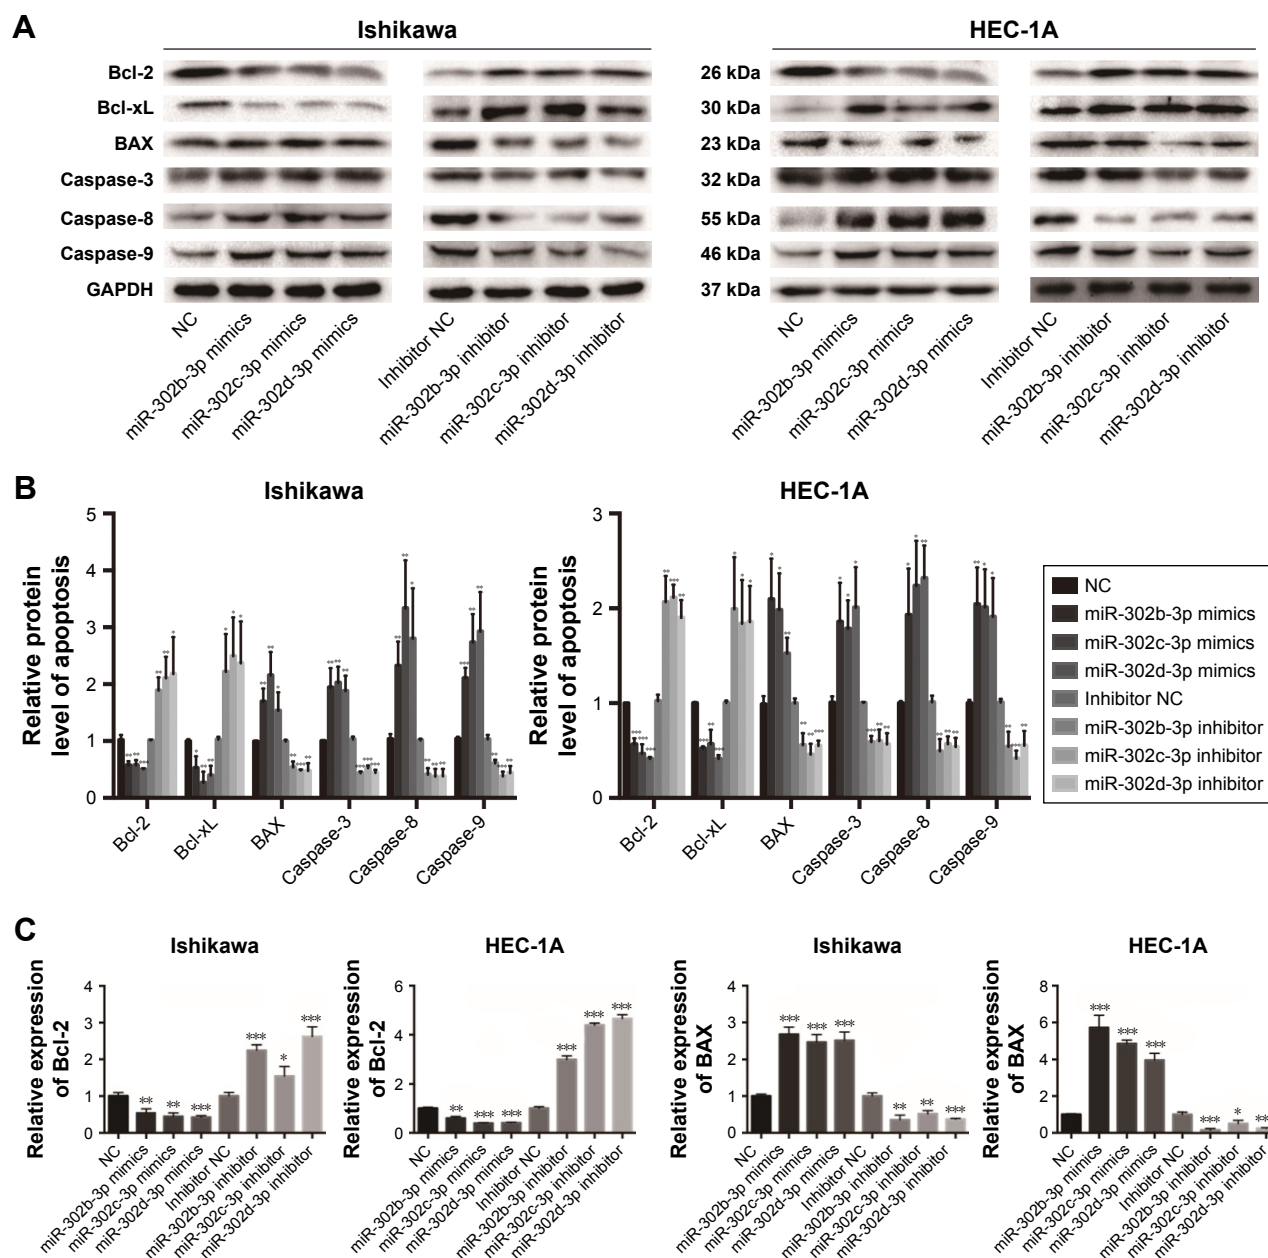 A
Ishikawa
HEC-1A
Bcl-2
26 kDa
Bcl-xL
30 kDa
BAX
23 kDa
Caspase-3
32 kDa
Caspase-8
55 kDa
Caspase-9
46 kDa
GAPDH
37 kDa
NC
miR-302b-3p mimics
miR-302c-3p mimics
miR-302d-3p mimics
Inhibitor NC
miR-302b-3p inhibitor
miR-302c-3p inhibitor
miR-302d-3p inhibitor
NC
miR-302b-3p mimics
miR-302c-3p mimics
miR-302d-3p mimics
Inhibitor NC
miR-302b-3p inhibitor
miR-302c-3p inhibitor
miR-302d-3p inhibitor
B
Ishikawa
Relative protein
level of apoptosis
5
4
3
2
1
0
Bcl-2
Bcl-xL
BAX
Caspase-3
Caspase-8
Caspase-9
HEC-1A
Relative protein
level of apoptosis
3
2
1
0
Bcl-2
Bcl-xL
BAX
Caspase-3
Caspase-8
Caspase-9
NC
miR-302b-3p mimics
miR-302c-3p mimics
miR-302d-3p mimics
Inhibitor NC
miR-302b-3p inhibitor
miR-302c-3p inhibitor
miR-302d-3p inhibitor
C
Ishikawa
Relative expression
of Bcl-2
4
3
2
1
0
** ** *** *** * ***
NC
miR-302b-3p mimics
miR-302c-3p mimics
miR-302d-3p mimics
Inhibitor NC
miR-302b-3p inhibitor
miR-302c-3p inhibitor
miR-302d-3p inhibitor
HEC-1A
Relative expression
of Bcl-2
6
4
2
0
** *** *** *** *** ***
NC
miR-302b-3p mimics
miR-302c-3p mimics
miR-302d-3p mimics
Inhibitor NC
miR-302b-3p inhibitor
miR-302c-3p inhibitor
miR-302d-3p inhibitor
Ishikawa
Relative expression
of BAX
4
3
2
1
0
*** *** *** ** ** ***
NC
miR-302b-3p mimics
miR-302c-3p mimics
miR-302d-3p mimics
Inhibitor NC
miR-302b-3p inhibitor
miR-302c-3p inhibitor
miR-302d-3p inhibitor
HEC-1A
Relative expression
of BAX
8
6
4
2
0
*** *** *** *** * **
NC
miR-302b-3p mimics
miR-302c-3p mimics
miR-302d-3p mimics
Inhibitor NC
miR-302b-3p inhibitor
miR-302c-3p inhibitor
miR-302d-3p inhibitor